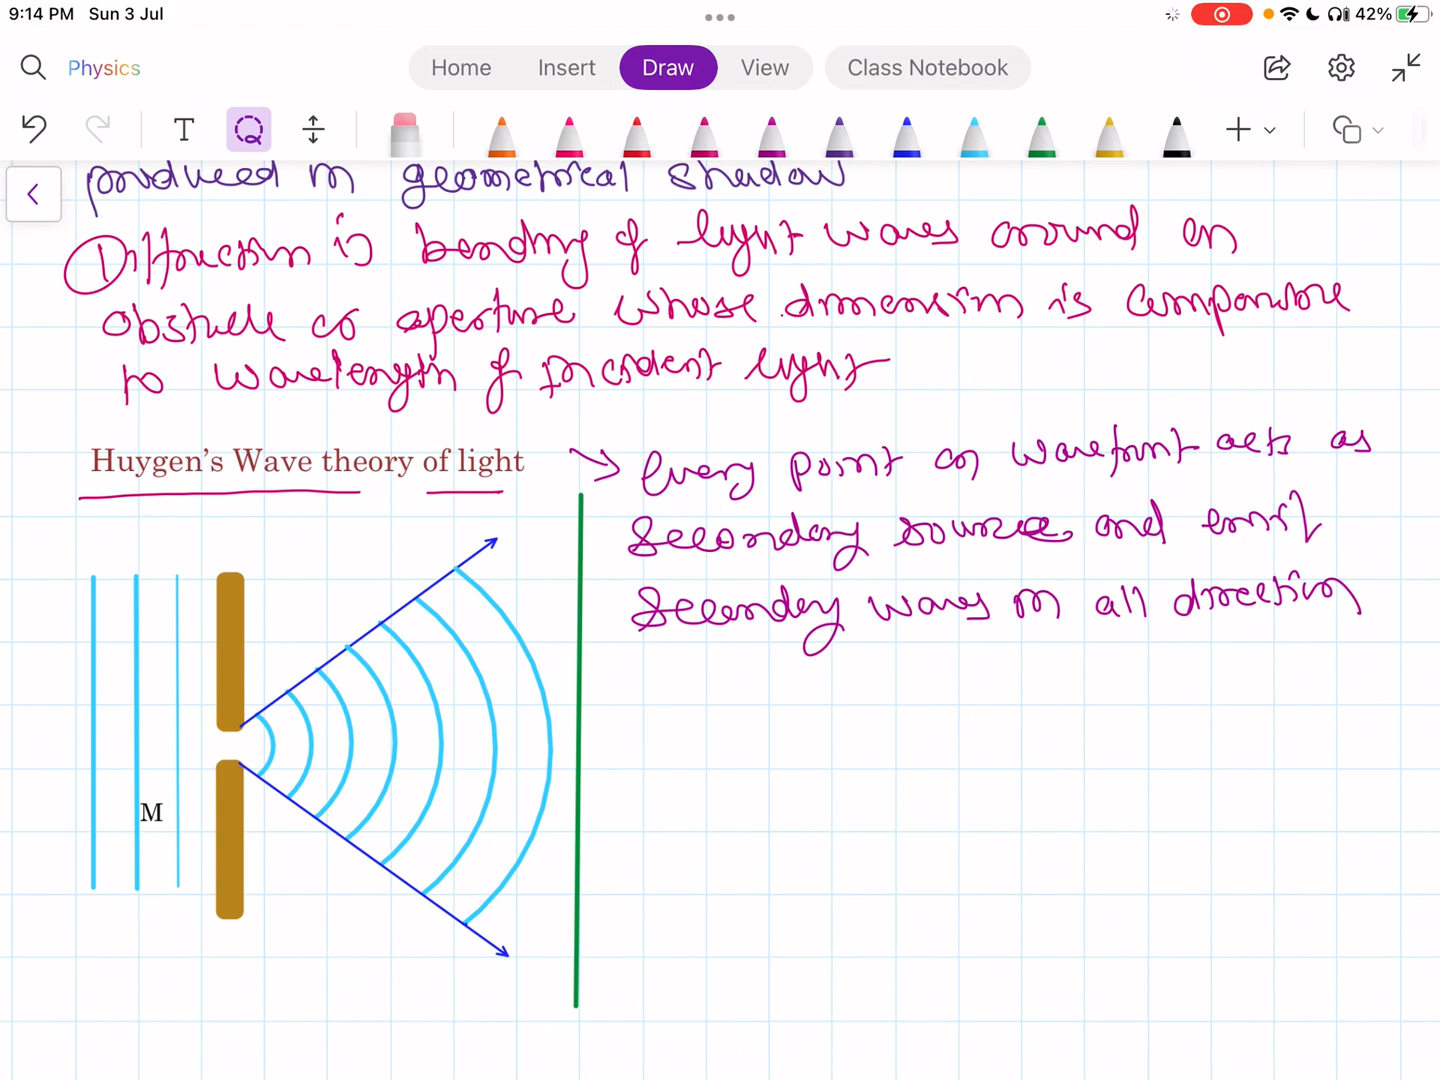 9:14 PM Sun 3 Jul
42%
Physics
Home Insert Draw View Class Notebook
T
produced in geometrical shadow
Diffraction is bending of light waves around an
obstacle or aperture whose dimension is comparable
to wavelength of incident light
Huygen's Wave theory of light
Every point on wavefront acts as
Secondary source and emit
Secondary waves in all direction
M